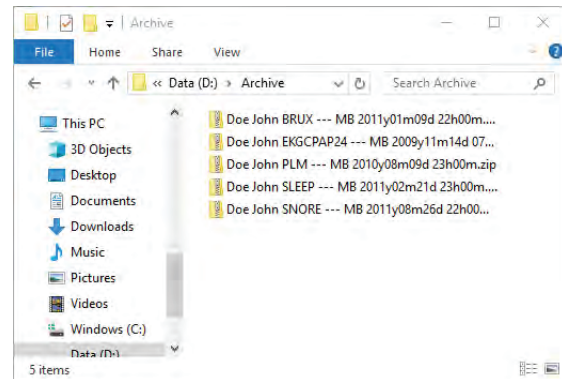 Archive
File Home Share View
« Data (D:) › Archive Search Archive
This PC
3D Objects
Desktop
Documents
Downloads
Music
Pictures
Videos
Windows (C:)
Data (D:)
Doe John BRUX --- MB 2011y01m09d 22h00m....
Doe John EKGCPAP24 --- MB 2009y11m14d 07...
Doe John PLM --- MB 2010y08m09d 23h00m.zip
Doe John SLEEP --- MB 2011y02m21d 23h00m....
Doe John SNORE --- MB 2011y08m26d 22h00...
5 items